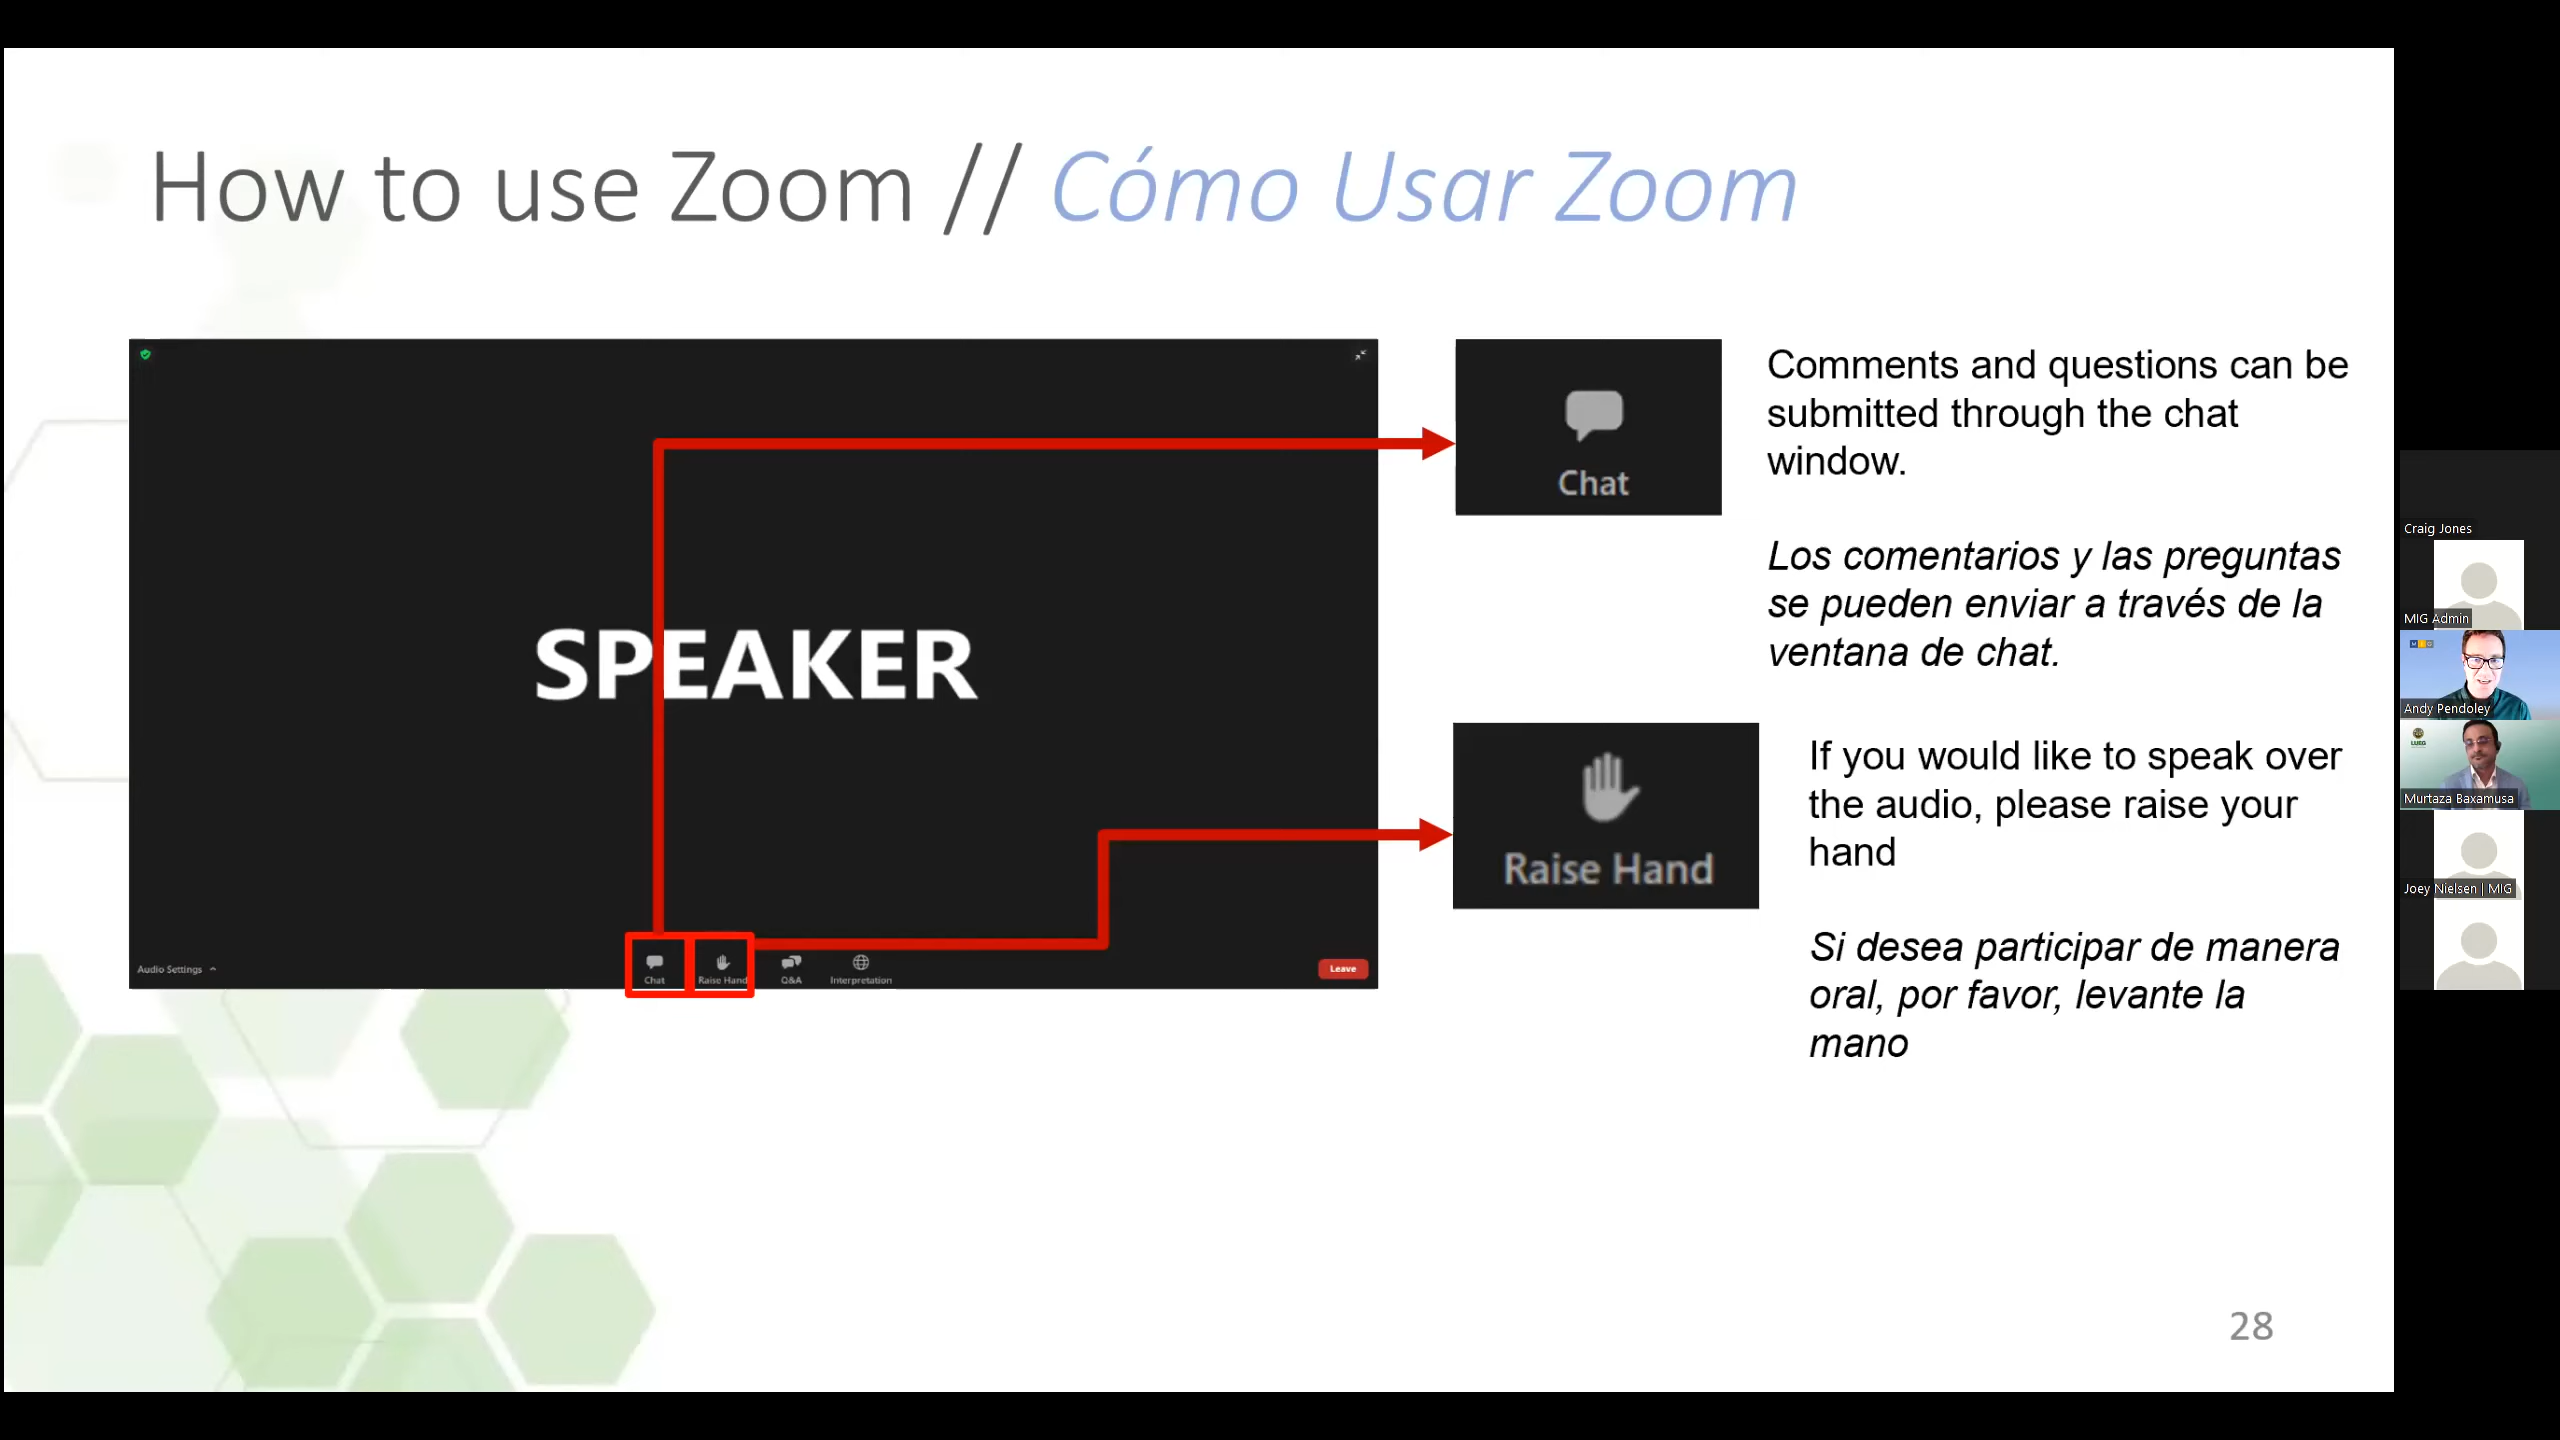 How to use Zoom // Cómo Usar Zoom
SPEAKER
Audio Settings
Chat
Raise Hand
Q&A
Interpretation
Leave
Chat
Comments and questions can be
submitted through the chat
window.
Los comentarios y las preguntas
se pueden enviar a través de la
ventana de chat.
Raise Hand
If you would like to speak over
the audio, please raise your
hand
Si desea participar de manera
oral, por favor, levante la
mano
28
Craig Jones
MIG Admin
MIG
Andy Pendoley
LUEG
Murtaza Baxamusa
Joey Nielsen | MIG